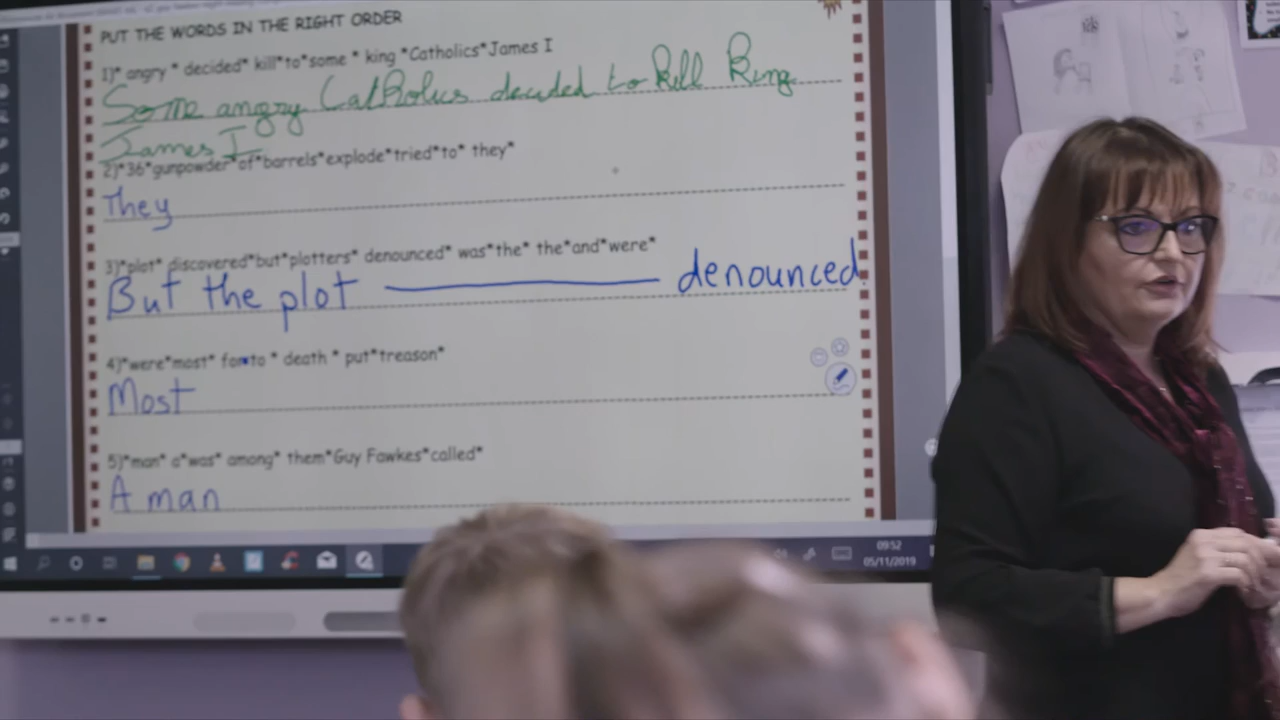 PUT THE WORDS IN THE RIGHT ORDER
1)* angry * decided* kill*to*some * king *Catholics*James I
Some angry Catholics decided to kill King
James I
2)*36*gunpowder*of*barrels*explode*tried*to* they*
They
3)*plot* discovered*but*plotters* denounced* was*the* the*and*were*
But the plot denounced.
4)*were*most* for*to * death * put*treason*
Most
5)*man* a*was* among* them*Guy Fawkes*called*
A man
09:52
05/11/2019